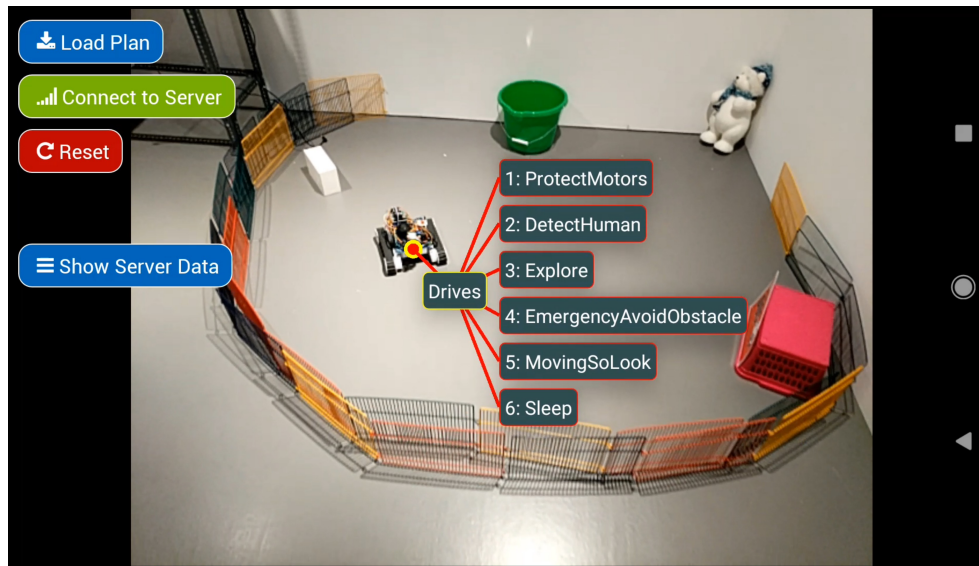 Load Plan
Connect to Server
Reset
Show Server Data
Drives
1: ProtectMotors
2: DetectHuman
3: Explore
4: EmergencyAvoidObstacle
5: MovingSoLook
6: Sleep